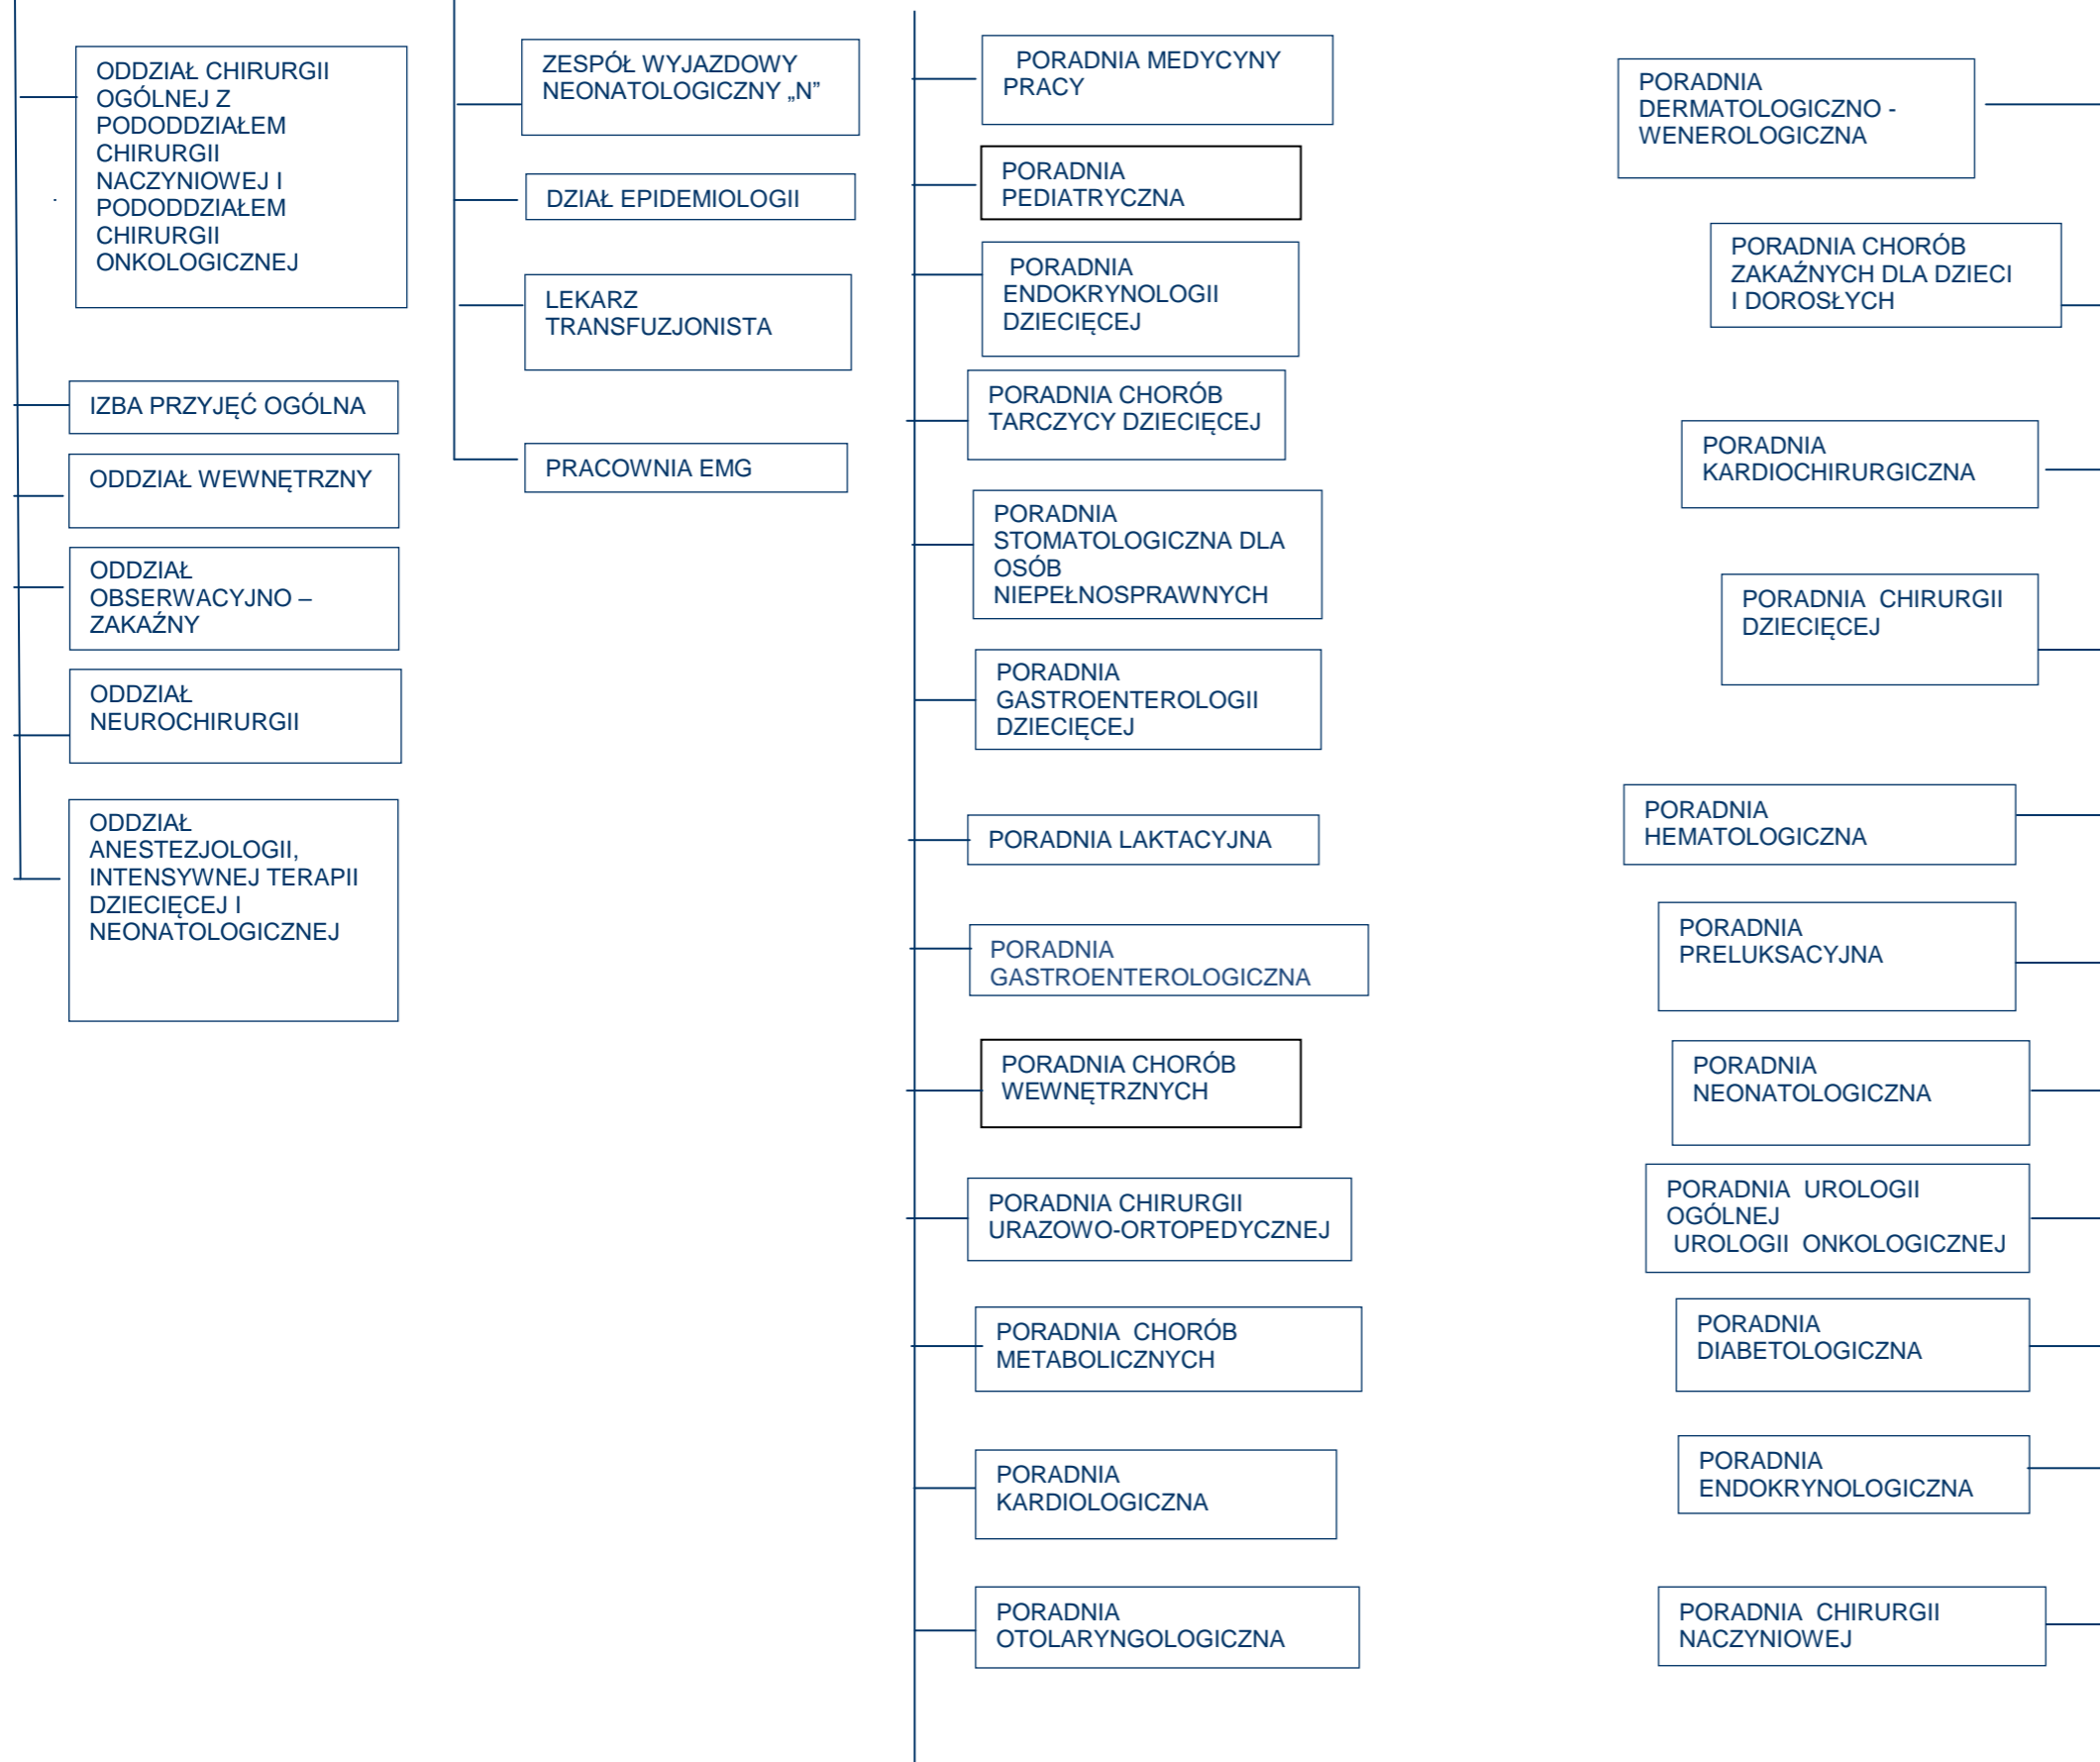 ODDZIAŁ CHIRURGII
OGÓLNEJ Z
PODODDZIAŁEM
CHIRURGII
NACZYNIOWEJ I
PODODDZIAŁEM
CHIRURGII
ONKOLOGICZNEJ
IZBA PRZYJĘĆ OGÓLNA
ODDZIAŁ WEWNĘTRZNY
ODDZIAŁ
OBSERWACYJNO –
ZAKAŹNY
ODDZIAŁ
NEUROCHIRURGII
ODDZIAŁ
ANESTEZJOLOGII,
INTENSYWNEJ TERAPII
DZIECIĘCEJ I
NEONATOLOGICZNEJ
ZESPÓŁ WYJAZDOWY
NEONATOLOGICZNY „N”
DZIAŁ EPIDEMIOLOGII
LEKARZ
TRANSFUZJONISTA
PRACOWNIA EMG
PORADNIA MEDYCYNY
PRACY
PORADNIA
PEDIATRYCZNA
PORADNIA
ENDOKRYNOLOGII
DZIECIĘCEJ
PORADNIA CHORÓB
TARCZYCY DZIECIĘCEJ
PORADNIA
STOMATOLOGICZNA DLA
OSÓB
NIEPEŁNOSPRAWNYCH
PORADNIA
GASTROENTEROLOGII
DZIECIĘCEJ
PORADNIA LAKTACYJNA
PORADNIA
GASTROENTEROLOGICZNA
PORADNIA CHORÓB
WEWNĘTRZNYCH
PORADNIA CHIRURGII
URAZOWO-ORTOPEDYCZNEJ
PORADNIA CHORÓB
METABOLICZNYCH
PORADNIA
KARDIOLOGICZNA
PORADNIA
OTOLARYNGOLOGICZNA
PORADNIA
DERMATOLOGICZNO -
WENEROLOGICZNA
PORADNIA CHORÓB
ZAKAŹNYCH DLA DZIECI
I DOROSŁYCH
PORADNIA
KARDIOCHIRURGICZNA
PORADNIA CHIRURGII
DZIECIĘCEJ
PORADNIA
HEMATOLOGICZNA
PORADNIA
PRELUKSACYJNA
PORADNIA
NEONATOLOGICZNA
PORADNIA UROLOGII
OGÓLNEJ
UROLOGII ONKOLOGICZNEJ
PORADNIA
DIABETOLOGICZNA
PORADNIA
ENDOKRYNOLOGICZNA
PORADNIA CHIRURGII
NACZYNIOWEJ